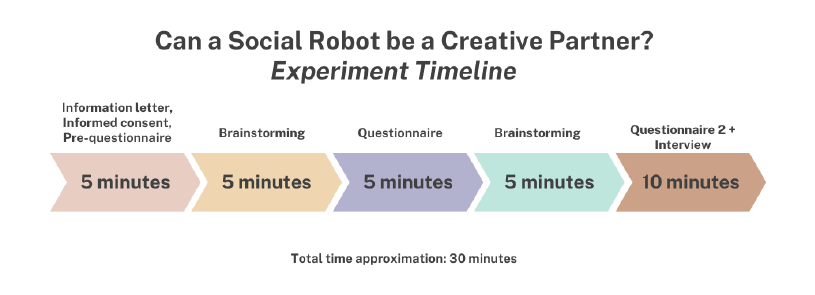 Can a Social Robot be a Creative Partner?
Experiment Timeline
Information letter,
Informed consent,
Pre-questionnaire
Brainstorming
Questionnaire
Brainstorming
Questionnaire 2 +
Interview
5 minutes
5 minutes
5 minutes
5 minutes
10 minutes
Total time approximation: 30 minutes